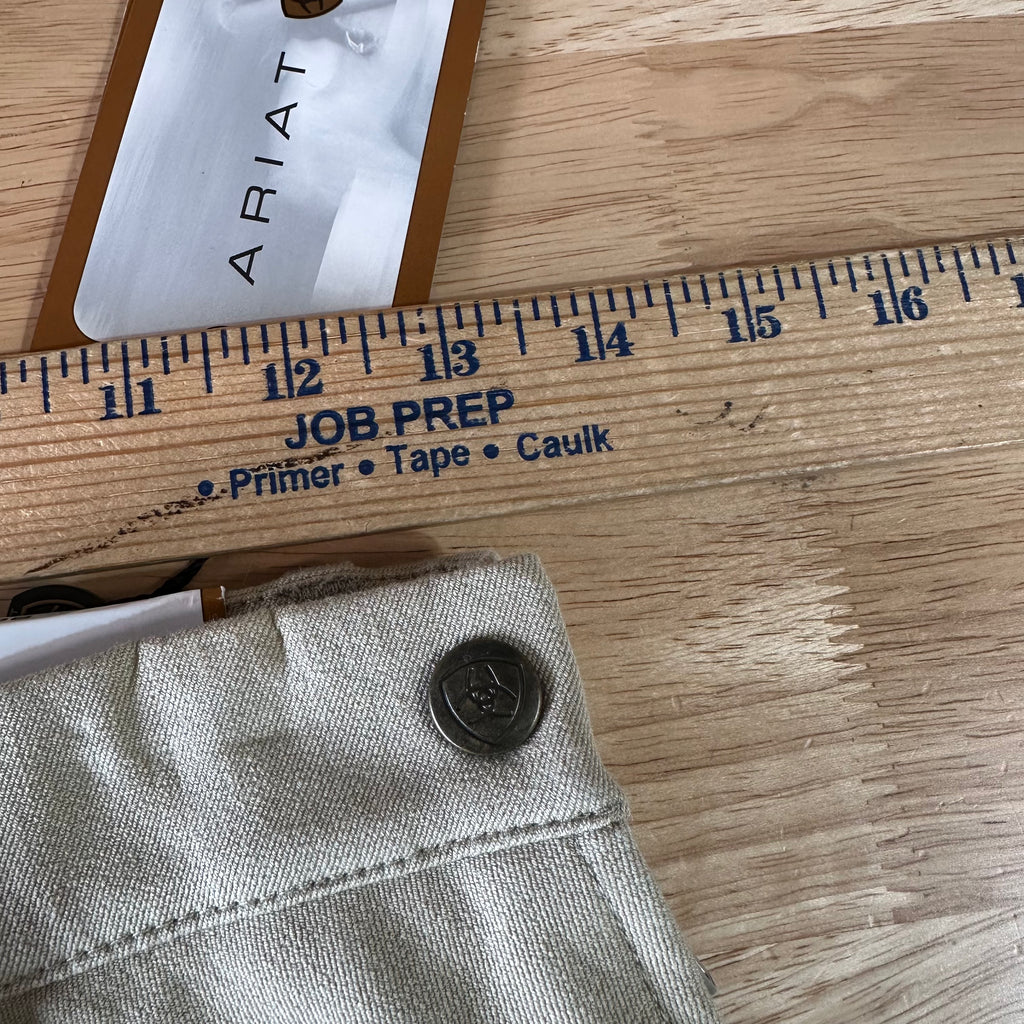 ARIAT
11 12 13 14 15 16
JOB PREP
• Primer • Tape • Caulk